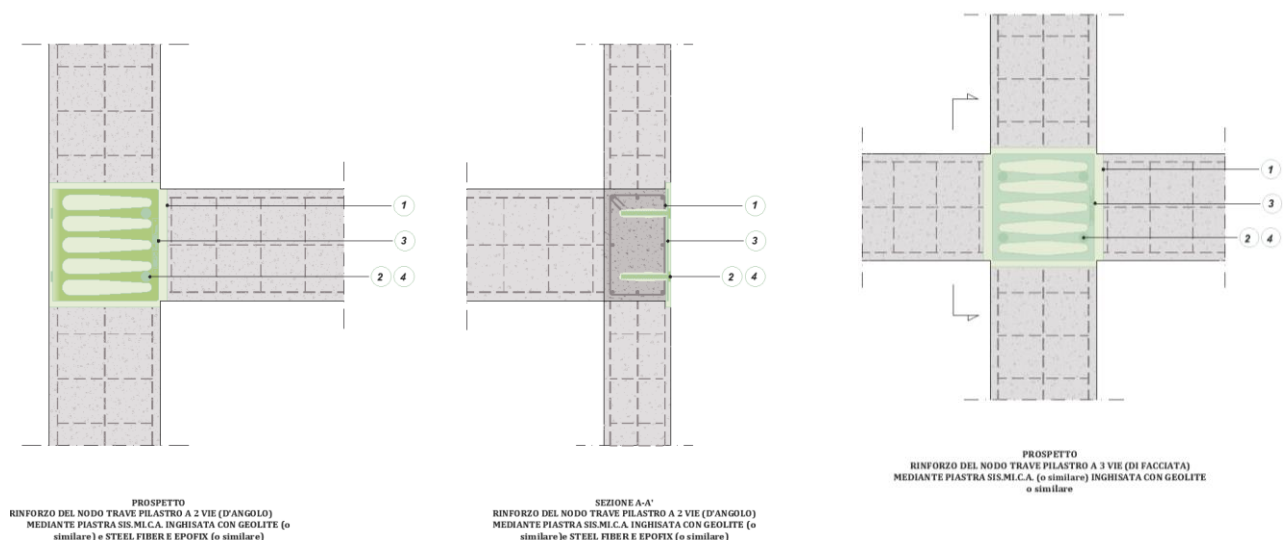 1
3
2 4
PROSPETTO
RINFORZO DEL NODO TRAVE PILASTRO A 2 VIE (D'ANGOLO)
MEDIANTE PIASTRA SIS.MI.C.A. INGHISATA CON GEOLITE (o
similare) e STEEL FIBER E EPOFIX (o similare)
1
3
2 4
SEZIONE A-A'
RINFORZO DEL NODO TRAVE PILASTRO A 2 VIE (D'ANGOLO)
MEDIANTE PIASTRA SIS.MI.C.A. INGHISATA CON GEOLITE (o
similare)e STEEL FIBER E EPOFIX (o similare)
1
3
2 4
PROSPETTO
RINFORZO DEL NODO TRAVE PILASTRO A 3 VIE (DI FACCIATA)
MEDIANTE PIASTRA SIS.MI.C.A. (o similare) INGHISATA CON GEOLITE
o similare